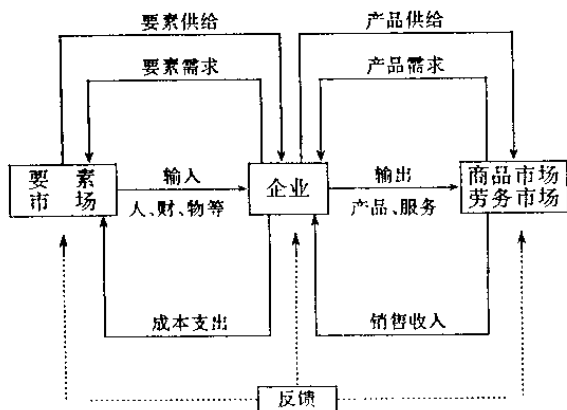 要素供给
产品供给
要素需求
产品需求
要　素
市　场
输入
人、财、物等
企业
输出
产品、服务
商品市场
劳务市场
成本支出
销售收入
反馈